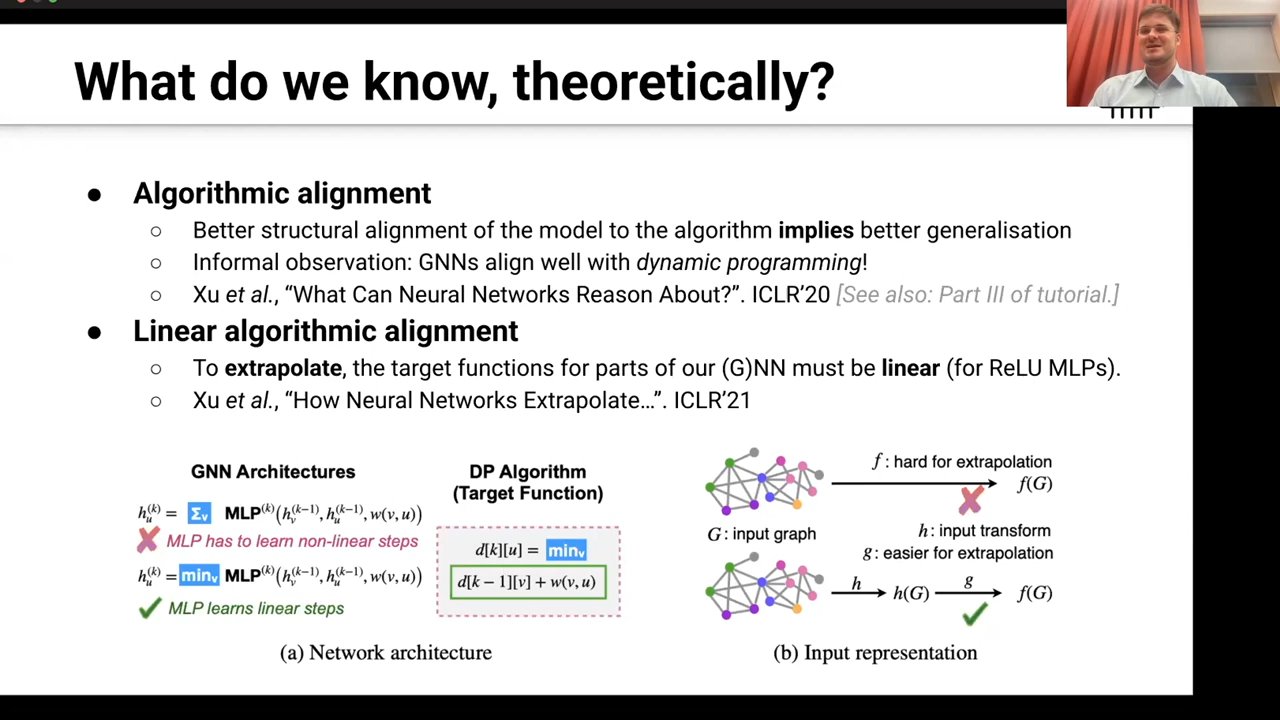 What do we know, theoretically?
● Algorithmic alignment
○ Better structural alignment of the model to the algorithm implies better generalisation
○ Informal observation: GNNs align well with dynamic programming!
○ Xu et al., “What Can Neural Networks Reason About?”. ICLR’20 [See also: Part III of tutorial.]
● Linear algorithmic alignment
○ To extrapolate, the target functions for parts of our (G)NN must be linear (for ReLU MLPs).
○ Xu et al., “How Neural Networks Extrapolate…”. ICLR’21
GNN Architectures
h_u^(k) = Σ_v MLP^(k)(h_v^(k−1), h_u^(k−1), w(v, u))
✘ MLP has to learn non-linear steps
h_u^(k) = min_v MLP^(k)(h_v^(k−1), h_u^(k−1), w(v, u))
✔ MLP learns linear steps
DP Algorithm
(Target Function)
d[k][u] = min_v
d[k − 1][v] + w(v, u)
(a) Network architecture
f : hard for extrapolation
f(G)
G : input graph
h : input transform
g : easier for extrapolation
h
h(G)
g
f(G)
(b) Input representation